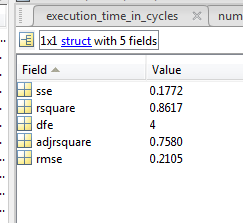 execution_time_in_cycles
1x1 struct with 5 fields
Field Value
sse 0.1772
rsquare 0.8617
dfe 4
adjrsquare 0.7580
rmse 0.2105